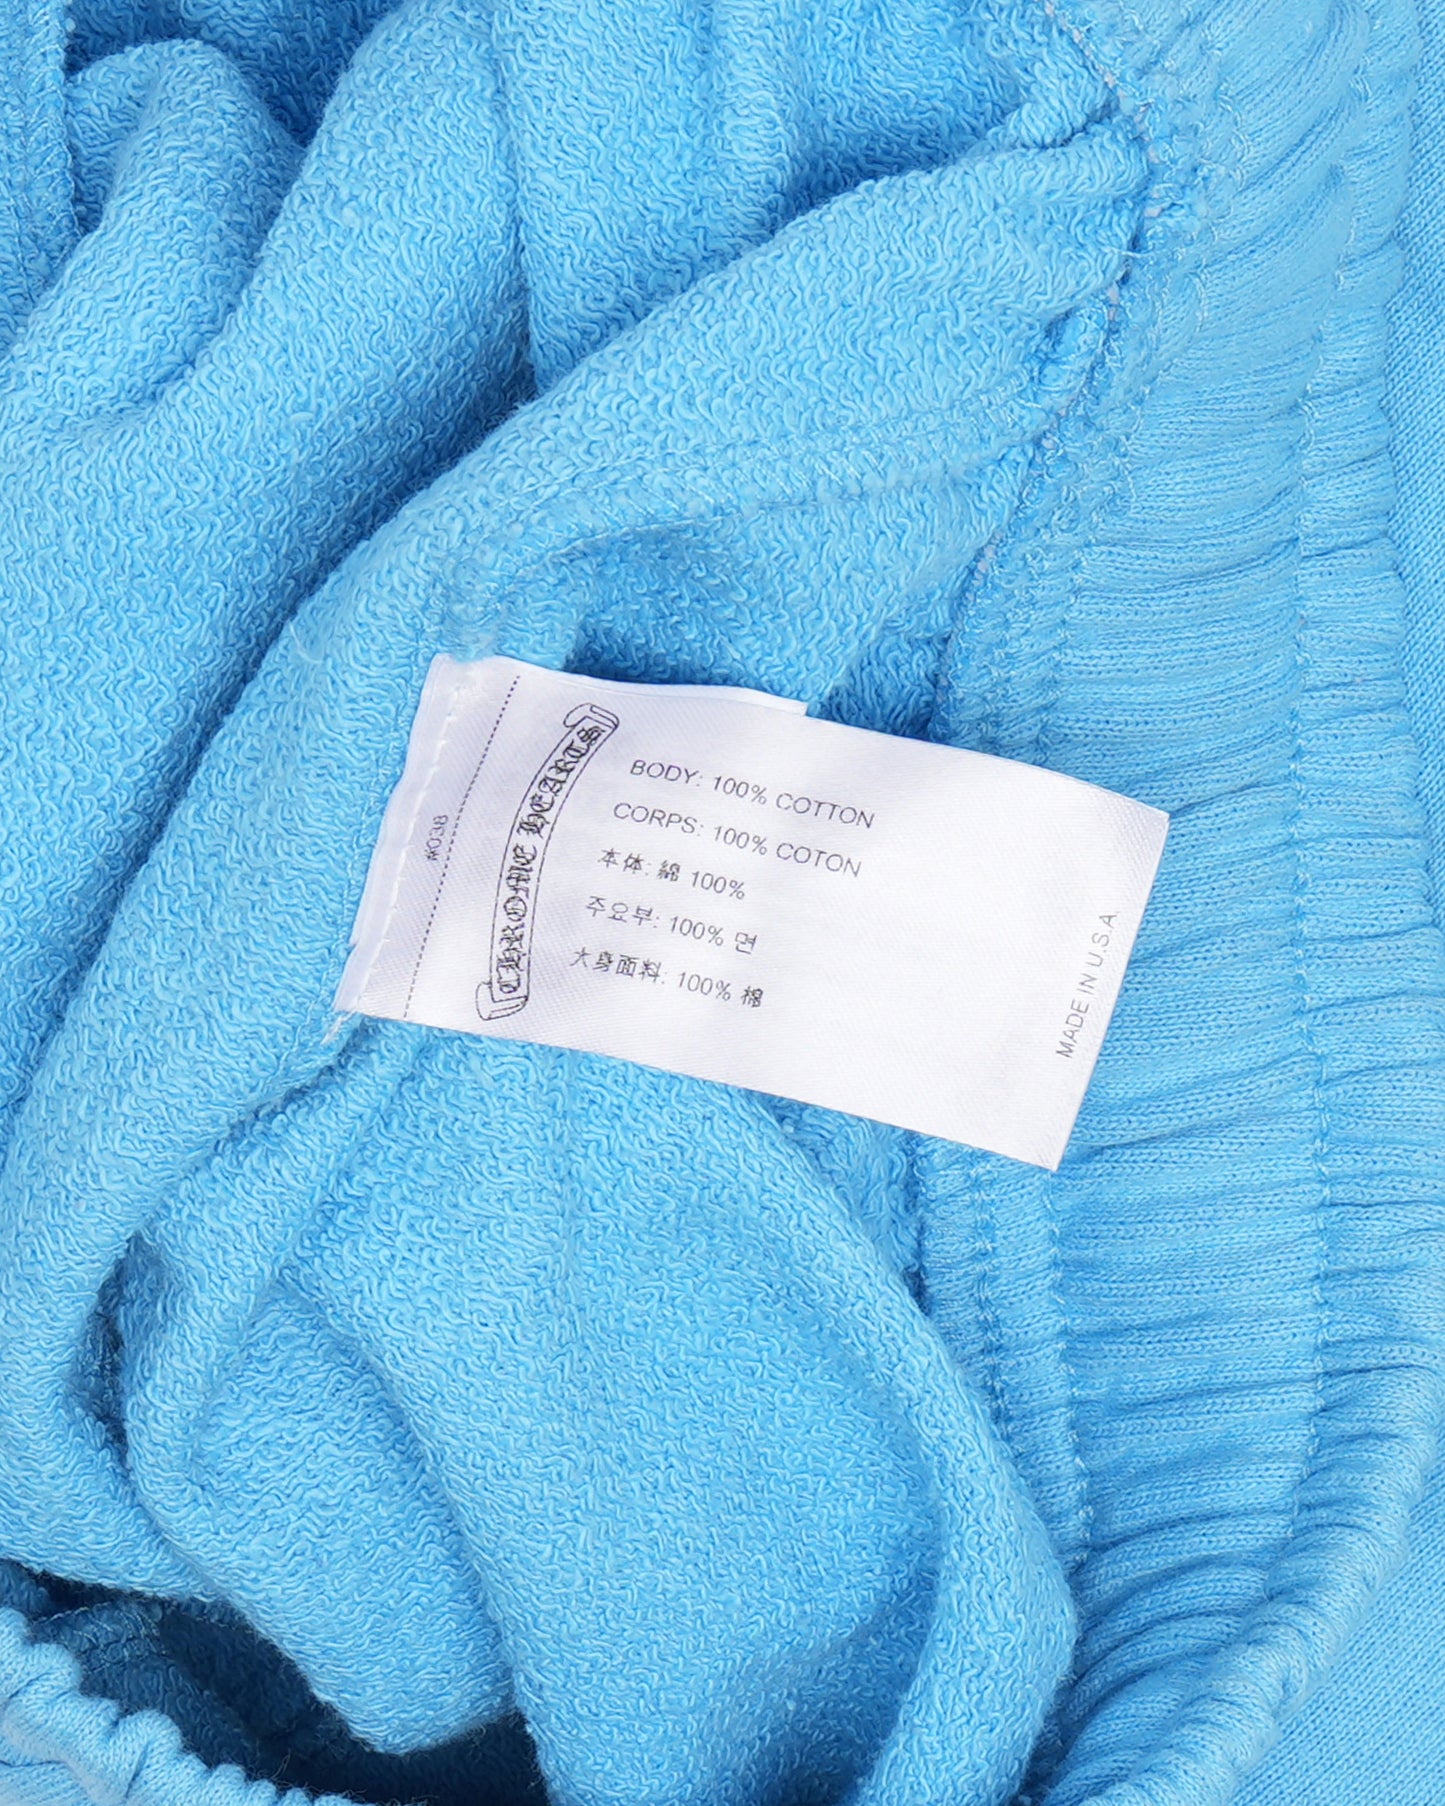 #038
CHROME HEARTS
BODY: 100% COTTON
CORPS: 100% COTON
本体: 綿 100%
주요부: 100% 면
大身面料: 100% 棉
MADE IN U.S.A.